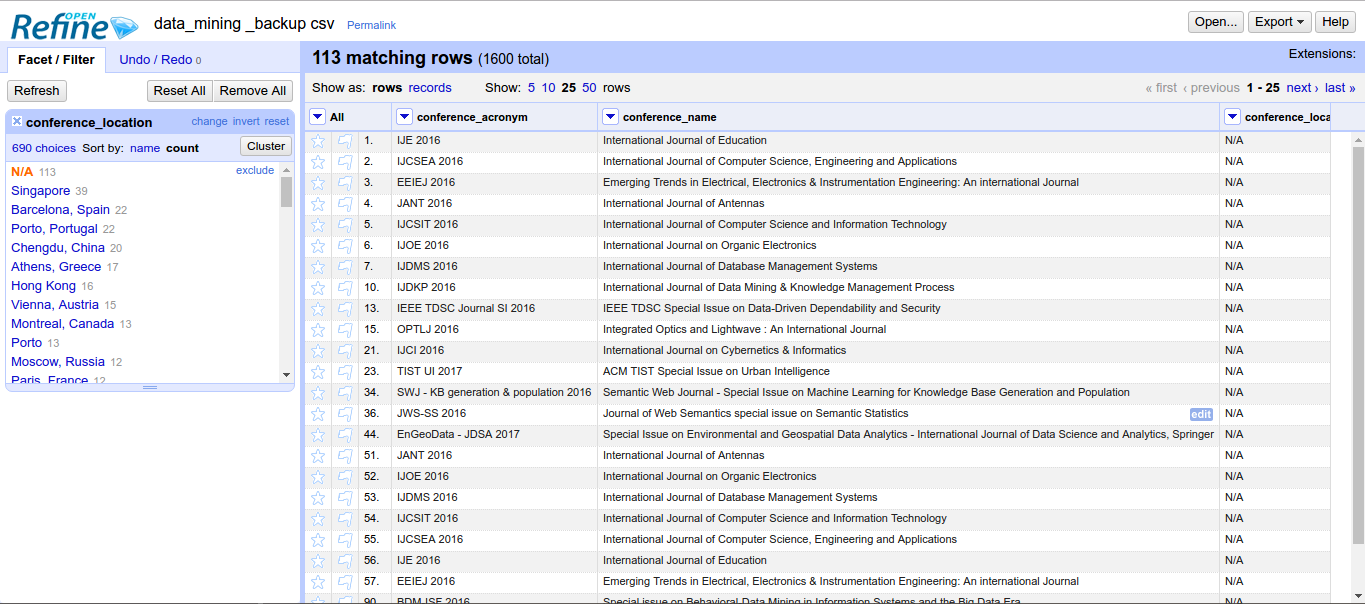 OPEN
Refine
data_mining _backup csv Permalink
Open... Export Help
Facet / Filter Undo / Redo 0
Refresh Reset All Remove All
conference_location change invert reset
690 choices Sort by: name count Cluster
N/A 113 exclude
Singapore 39
Barcelona, Spain 22
Porto, Portugal 22
Chengdu, China 20
Athens, Greece 17
Hong Kong 16
Vienna, Austria 15
Montreal, Canada 13
Porto 13
Moscow, Russia 12
Paris, France 12
113 matching rows (1600 total) Extensions:
Show as: rows records Show: 5 10 25 50 rows « first ‹ previous 1 - 25 next › last »
All conference_acronym conference_name conference_loca
1. IJE 2016 International Journal of Education N/A
2. IJCSEA 2016 International Journal of Computer Science, Engineering and Applications N/A
3. EEIEJ 2016 Emerging Trends in Electrical, Electronics & Instrumentation Engineering: An international Journal N/A
4. JANT 2016 International Journal of Antennas N/A
5. IJCSIT 2016 International Journal of Computer Science and Information Technology N/A
6. IJOE 2016 International Journal on Organic Electronics N/A
7. IJDMS 2016 International Journal of Database Management Systems N/A
10. IJDKP 2016 International Journal of Data Mining & Knowledge Management Process N/A
13. IEEE TDSC Journal SI 2016 IEEE TDSC Special Issue on Data-Driven Dependability and Security N/A
15. OPTLJ 2016 Integrated Optics and Lightwave : An International Journal N/A
21. IJCI 2016 International Journal on Cybernetics & Informatics N/A
23. TIST UI 2017 ACM TIST Special Issue on Urban Intelligence N/A
34. SWJ - KB generation & population 2016 Semantic Web Journal - Special Issue on Machine Learning for Knowledge Base Generation and Population N/A
36. JWS-SS 2016 Journal of Web Semantics special issue on Semantic Statistics edit N/A
44. EnGeoData - JDSA 2017 Special Issue on Environmental and Geospatial Data Analytics - International Journal of Data Science and Analytics, Springer N/A
51. JANT 2016 International Journal of Antennas N/A
52. IJOE 2016 International Journal on Organic Electronics N/A
53. IJDMS 2016 International Journal of Database Management Systems N/A
54. IJCSIT 2016 International Journal of Computer Science and Information Technology N/A
55. IJCSEA 2016 International Journal of Computer Science, Engineering and Applications N/A
56. IJE 2016 International Journal of Education N/A
57. EEIEJ 2016 Emerging Trends in Electrical, Electronics & Instrumentation Engineering: An international Journal N/A
90. BDMISE 2016 Special issue on Behavioral Data Mining in Information Systems and the Big Data Era N/A